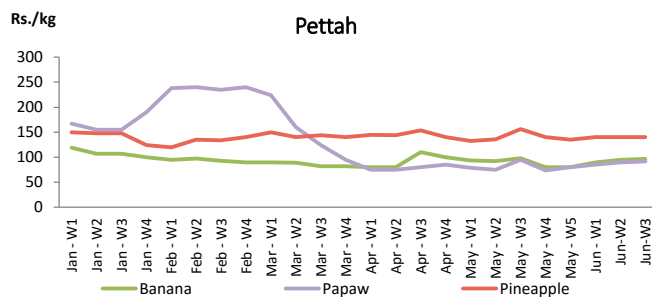 Rs./kg
Pettah
300
250
200
150
100
50
0
Jan - W1
Jan - W2
Jan - W3
Jan - W4
Feb - W1
Feb - W2
Feb - W3
Feb - W4
Mar - W1
Mar - W2
Mar - W3
Mar - W4
Apr - W1
Apr - W2
Apr - W3
Apr - W4
May - W1
May - W2
May - W3
May - W4
May - W5
Jun - W1
Jun-W2
Jun-W3
Banana
Papaw
Pineapple